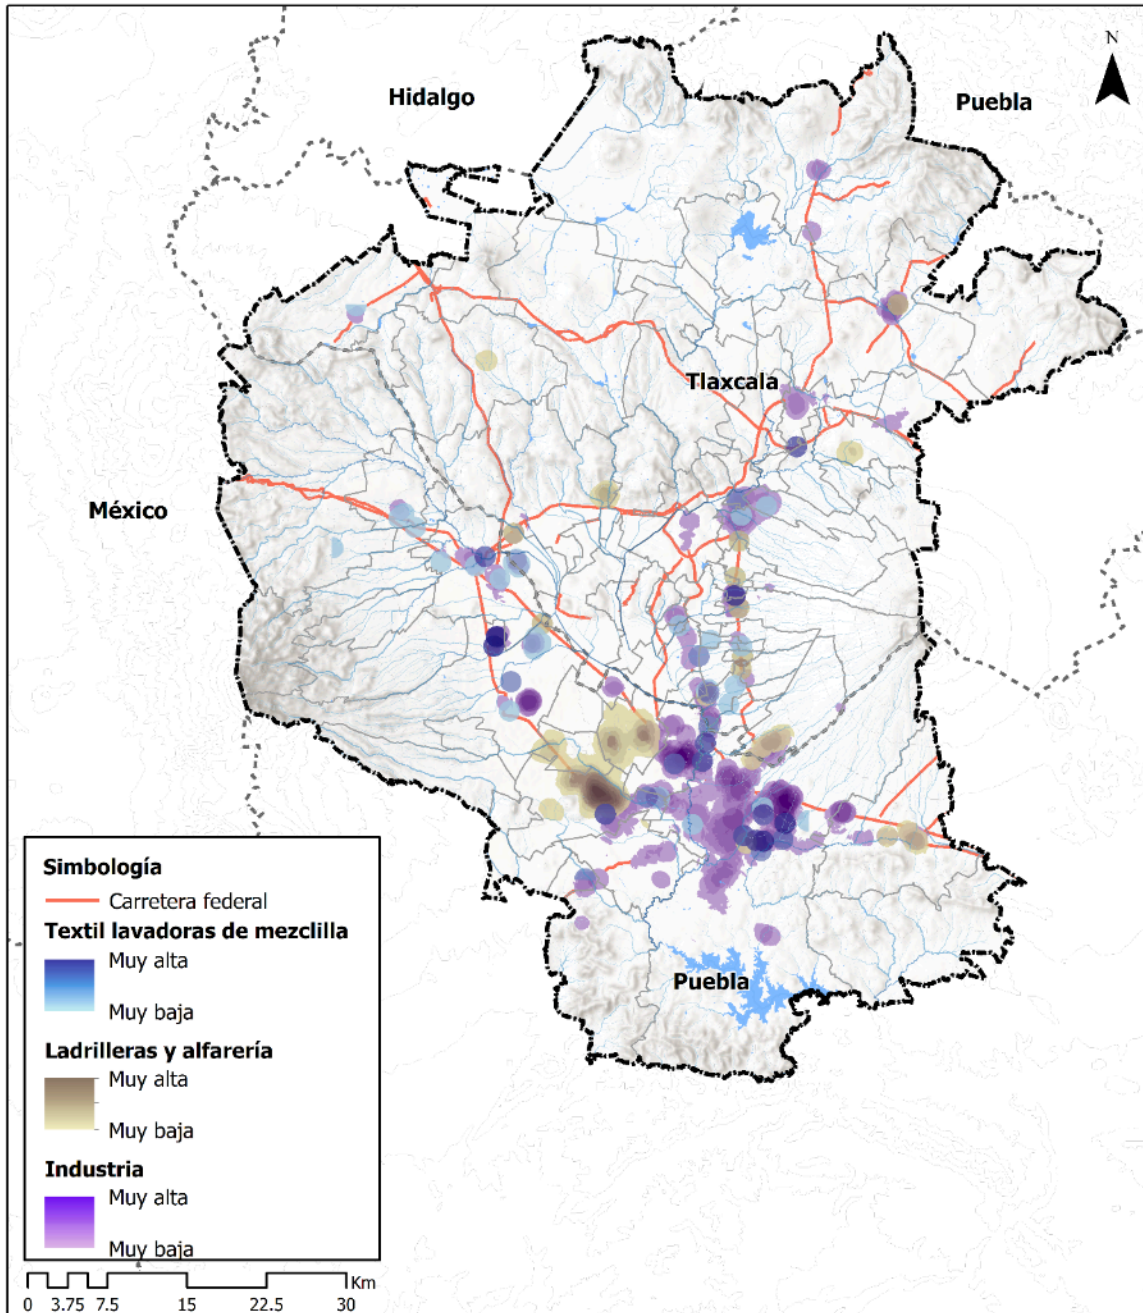 N
Hidalgo
Puebla
Tlaxcala
México
Puebla
Simbología
Carretera federal
Textil lavadoras de mezclilla
Muy alta
Muy baja
Ladrilleras y alfarería
Muy alta
Muy baja
Industria
Muy alta
Muy baja
Km
0 3.75 7.5 15 22.5 30